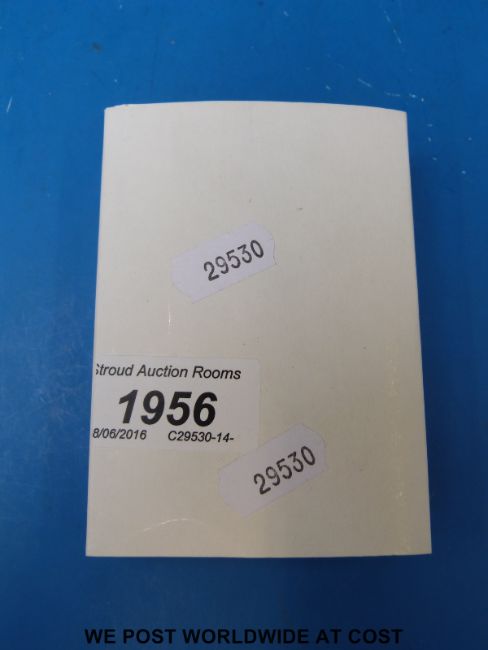 29530
Stroud Auction Rooms
1956
8/06/2016 C29530-14-
29530
WE POST WORLDWIDE AT COST